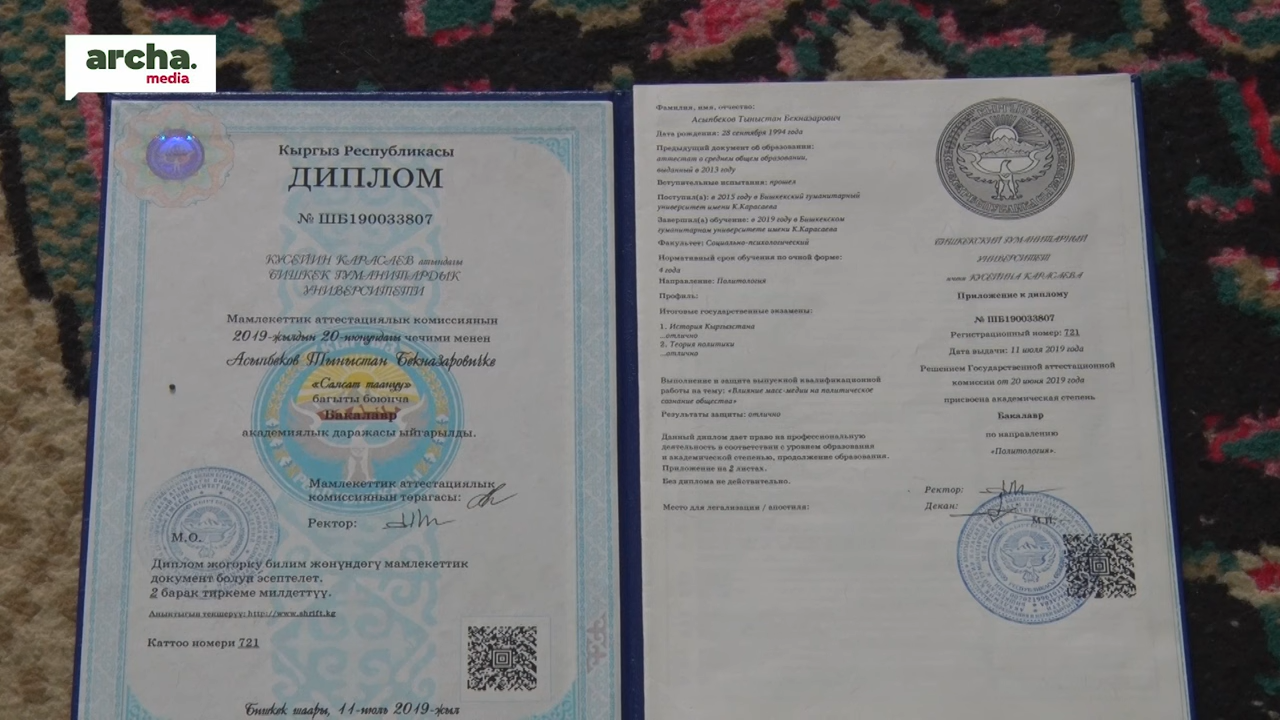 archa.
media
Кыргыз Республикасы
ДИПЛОМ
№ ШБ190033807
КУСЕЙИН КАРАСАЕВ атындагы
БИШКЕК ГУМАНИТАРДЫК
УНИВЕРСИТЕТИ
Мамлекеттик аттестациялык комиссиянын
2019-жылдын 20-июнундагы чечими менен
Асыпбеков Тыныстан Бекназаровичке
«Саясат таануу»
багыты боюнча
Бакалавр
академиялык даражасы ыйгарылды.
Мамлекеттик аттестациялык
комиссиянын төрагасы:
Ректор:
М.О.
Диплом жогорку билим жөнүндөгү мамлекеттик
документ болуп эсептелет.
2 барак тиркеме милдеттүү.
Аныктыгын текшерүү: http://www.shrift.kg
Каттоо номери 721
Бишкек шаары, 11-июль 2019-жыл
Фамилия, имя, отчество:
Асыпбеков Тыныстан Бекназарович
Дата рождения: 28 сентября 1994 года
Предыдущий документ об образовании:
аттестат о среднем общем образовании,
выданный в 2013 году
Вступительные испытания: прошел
Поступил(а): в 2015 году в Бишкекский гуманитарный
университет имени К.Карасаева
Завершил(а) обучение: в 2019 году в Бишкекском
гуманитарном университете имени К.Карасаева
Факультет: Социально-психологический
Нормативный срок обучения по очной форме:
4 года
Направление: Политология
Профиль:
Итоговые государственные экзамены:
1. История Кыргызстана
...отлично
2. Теория политики
...отлично
Выполнение и защита выпускной квалификационной
работы на тему: «Влияние масс-медиа на политическое
сознание общества»
Результаты защиты: отлично
Данный диплом дает право на профессиональную
деятельность в соответствии с уровнем образования
и академической степенью, продолжение образования.
Приложение на 2 листах.
Без диплома не действительно.
Место для легализации / апостиля:
БИШКЕКСКИЙ ГУМАНИТАРНЫЙ
УНИВЕРСИТЕТ
имени КУСЕЙИНА КАРАСАЕВА
Приложение к диплому
№ ШБ190033807
Регистрационный номер: 721
Дата выдачи: 11 июля 2019 года
Решением Государственной аттестационной
комиссии от 20 июня 2019 года
присвоена академическая степень
Бакалавр
по направлению
«Политология».
Ректор:
Декан:
М.П.